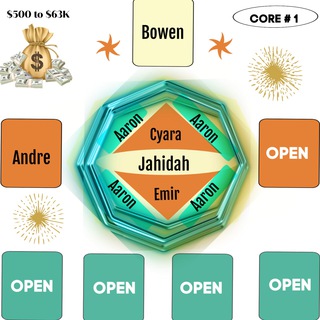 $500 to $63K
CORE # 1
Bowen
$
Aaron
Aaron
Cyara
Andre
Jahidah
OPEN
Aaron
Emir
Aaron
OPEN
OPEN
OPEN
OPEN